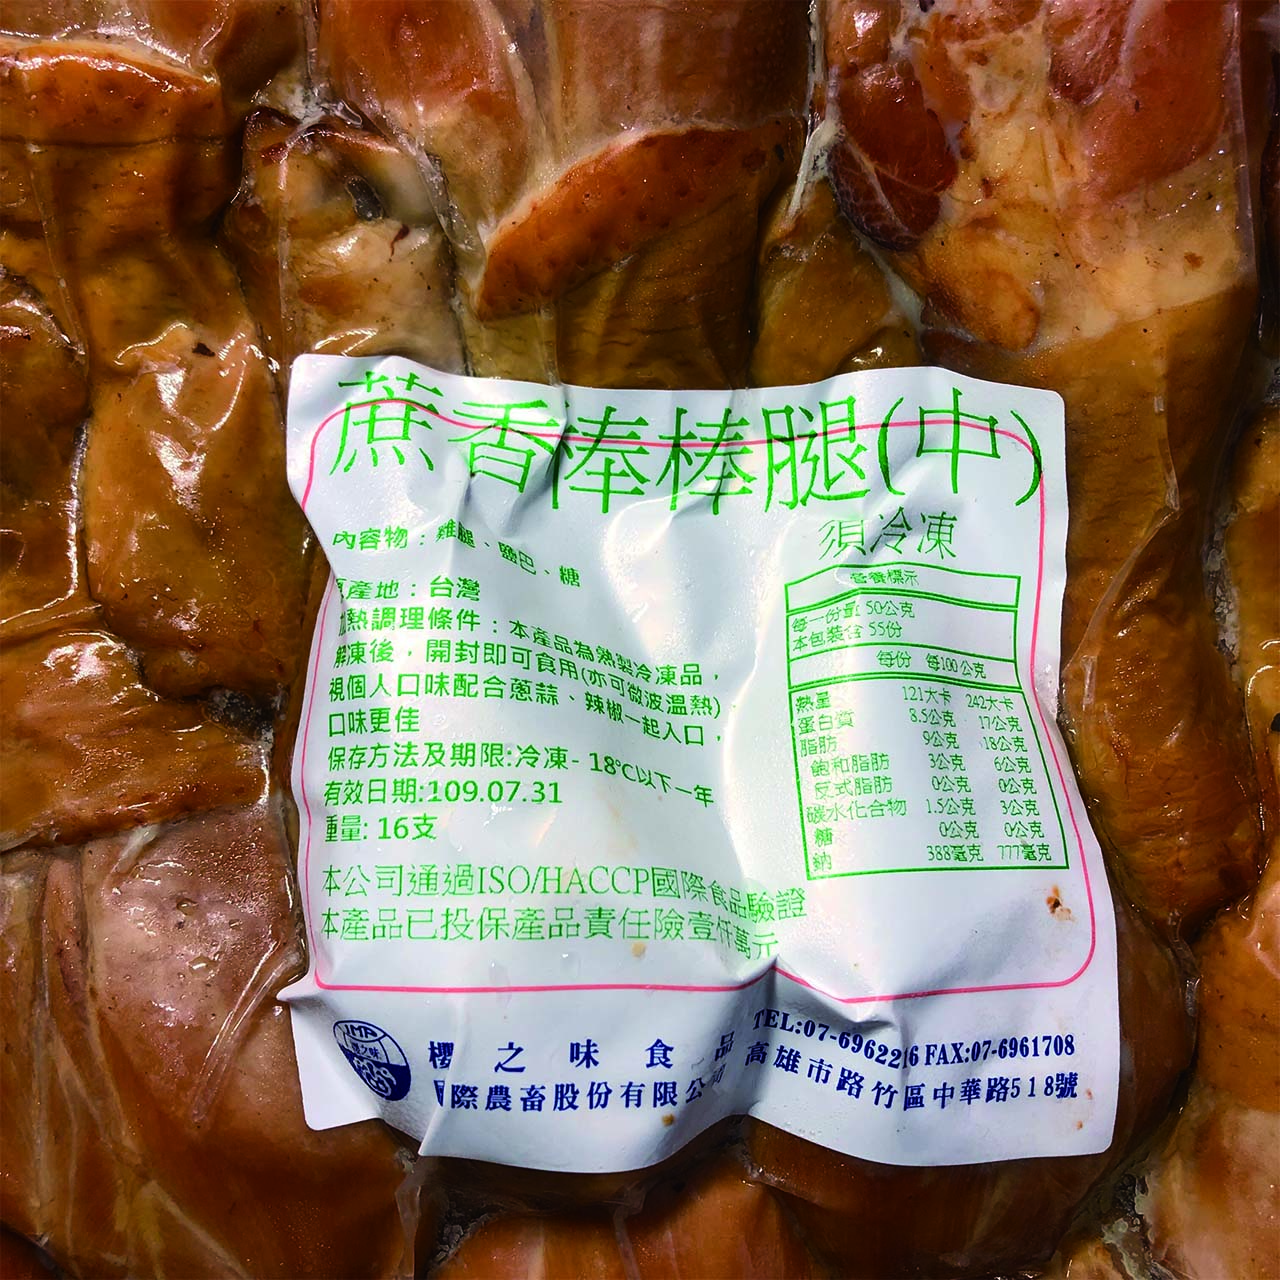 蔗香棒棒腿(中)
須冷凍
內容物：雞腿、鹽巴、糖
產地：台灣
熱調理條件：本產品為熟製冷凍品，
解凍後，開封即可食用(亦可微波溫熱)
視個人口味配合蔥蒜、辣椒一起入口，
口味更佳
保存方法及期限:冷凍-18℃以下一年
有效日期:109.07.31
重量: 16支
本公司通過ISO/HACCP國際食品驗證
本產品已投保產品責任險壹仟萬元
營養標示
每一份量 50公克
本包裝含 55份
每份 每100公克
熱量 121大卡 242大卡
蛋白質 8.5公克 17公克
脂肪 9公克 18公克
飽和脂肪 3公克 6公克
反式脂肪 0公克 0公克
碳水化合物 1.5公克 3公克
糖 0公克 0公克
鈉 388毫克 777毫克
櫻之味食品
際農畜股份有限公
TEL:07-6962216 FAX:07-6961708
高雄市路竹區中華路518號